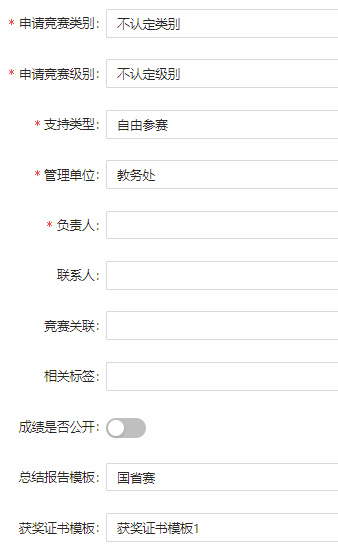 * 申请竞赛类别: 不认定类别
* 申请竞赛级别: 不认定级别
* 支持类型: 自由参赛
* 管理单位: 教务处
* 负责人:
联系人:
竞赛关联:
相关标签:
成绩是否公开:
总结报告模板: 国省赛
获奖证书模板: 获奖证书模板1